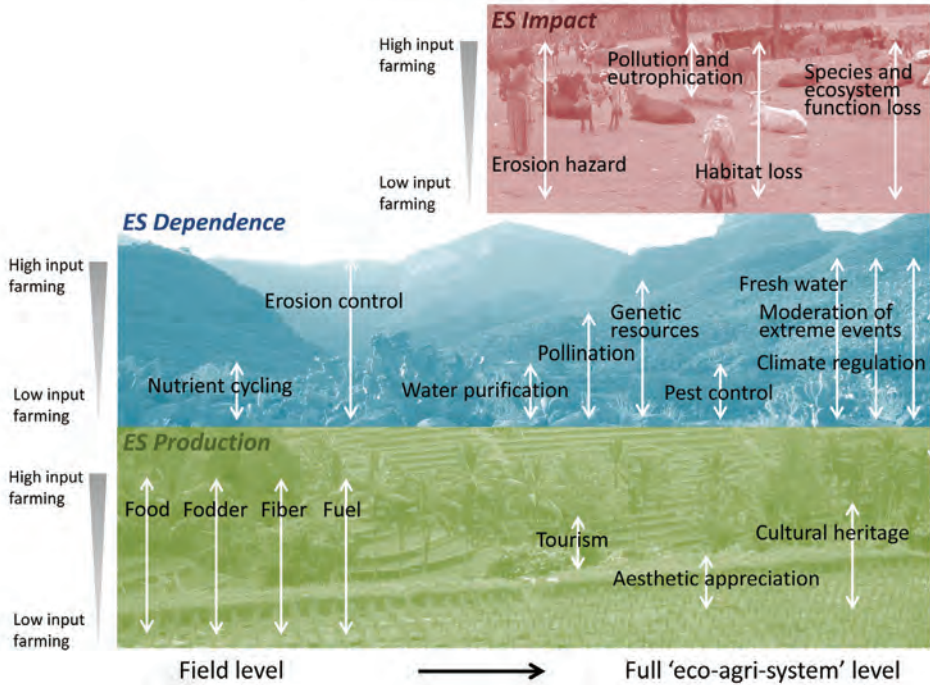 ES Impact
High input
farming
Pollution and
eutrophication
Species and
ecosystem
function loss
Erosion hazard
Habitat loss
Low input
farming
ES Dependence
High input
farming
Erosion control
Fresh water
Genetic
resources
Moderation of
extreme events
Pollination
Climate regulation
Nutrient cycling
Water purification
Pest control
Low input
farming
ES Production
High input
farming
Food Fodder Fiber Fuel
Tourism
Cultural heritage
Aesthetic appreciation
Low input
farming
Field level
Full 'eco-agri-system' level